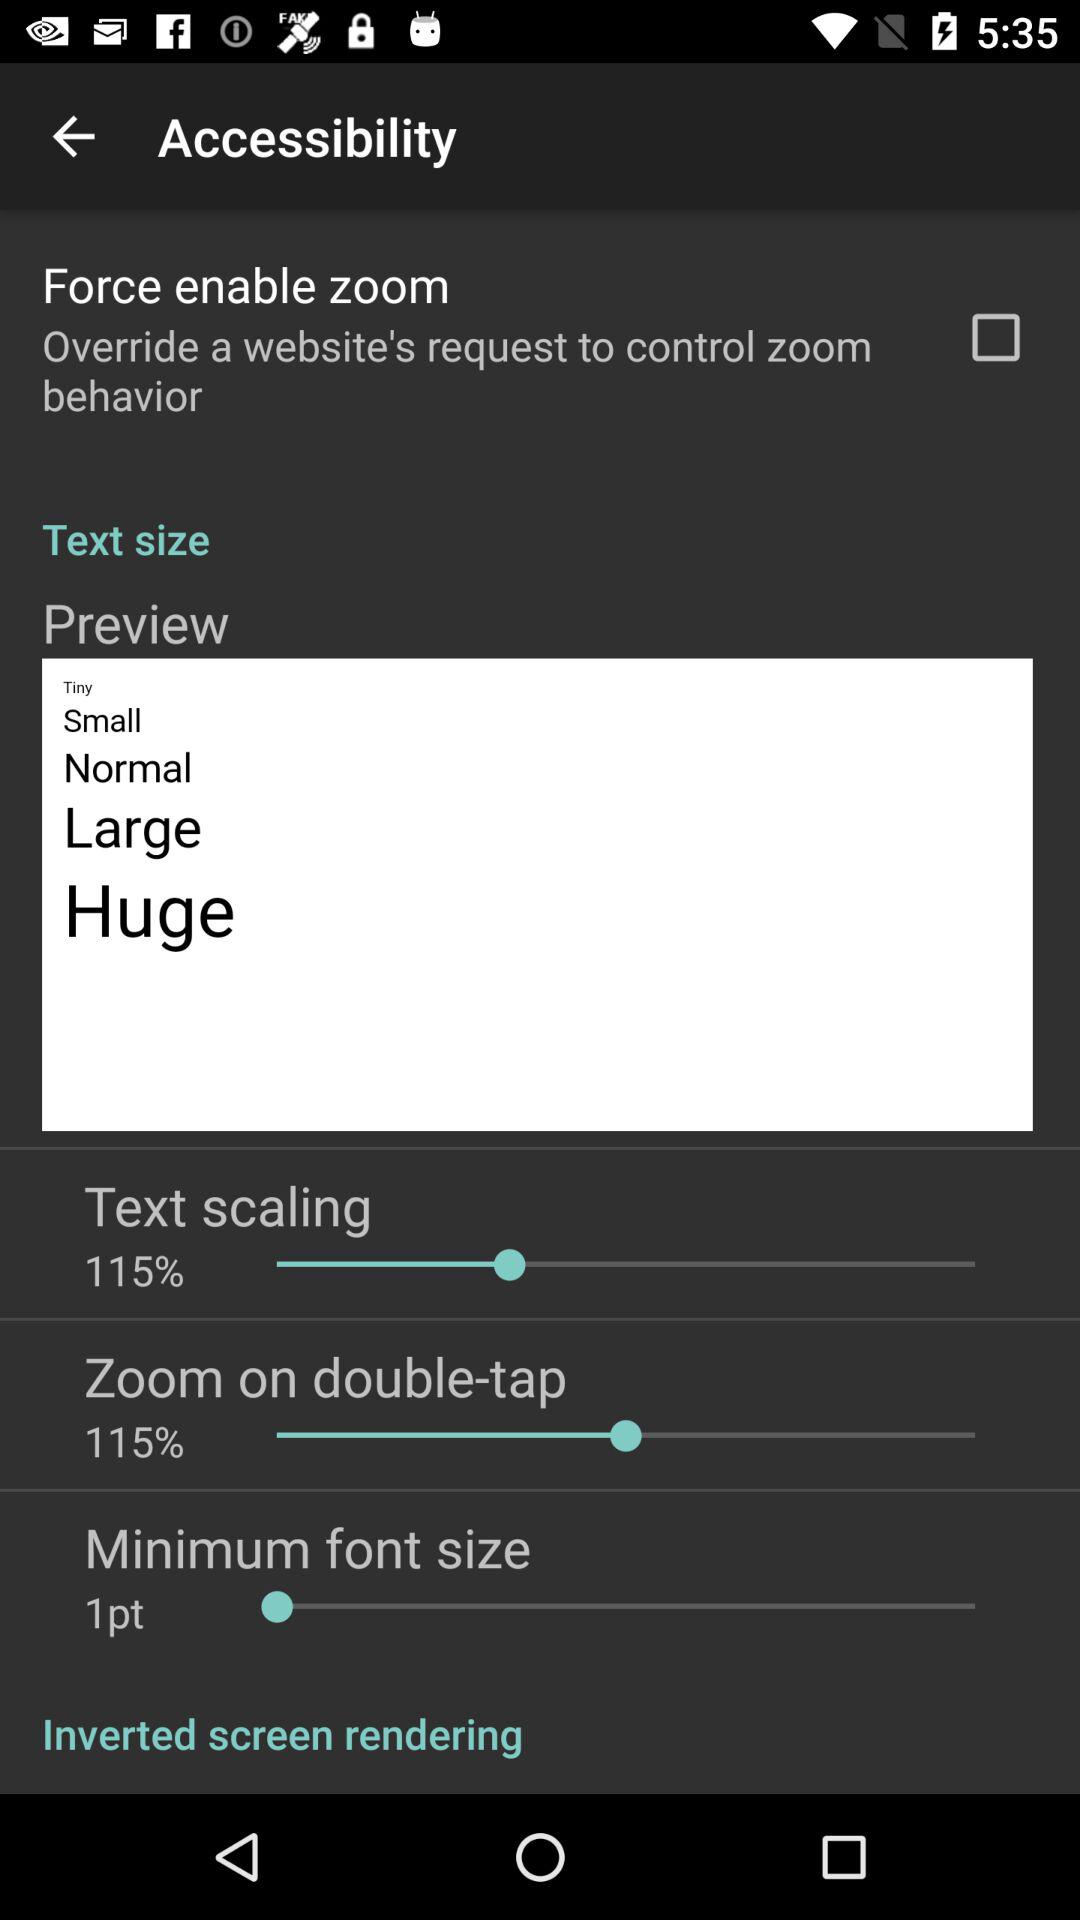 FAKE
5:35
Accessibility
Force enable zoom
Override a website's request to control zoom
behavior
Text size
Preview
Tiny
Small
Normal
Large
Huge
Text scaling
115%
Zoom on double-tap
115%
Minimum font size
1pt
Inverted screen rendering